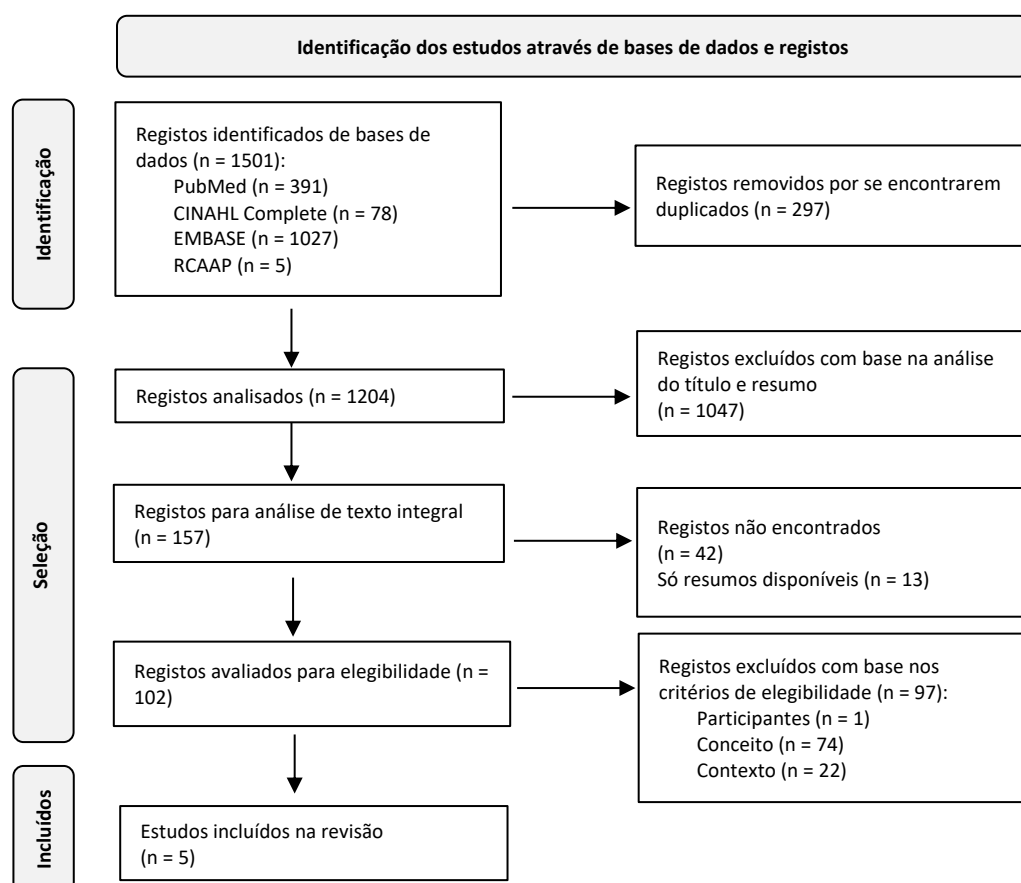 Identificação dos estudos através de bases de dados e registos
Identificação
Registos identificados de bases de
dados (n = 1501):
PubMed (n = 391)
CINAHL Complete (n = 78)
EMBASE (n = 1027)
RCAAP (n = 5)
Registos removidos por se encontrarem
duplicados (n = 297)
Seleção
Registos analisados (n = 1204)
Registos excluídos com base na análise
do título e resumo
(n = 1047)
Registos para análise de texto integral
(n = 157)
Registos não encontrados
(n = 42)
Só resumos disponíveis (n = 13)
Registos avaliados para elegibilidade (n =
102)
Registos excluídos com base nos
critérios de elegibilidade (n = 97):
Participantes (n = 1)
Conceito (n = 74)
Contexto (n = 22)
Incluídos
Estudos incluídos na revisão
(n = 5)